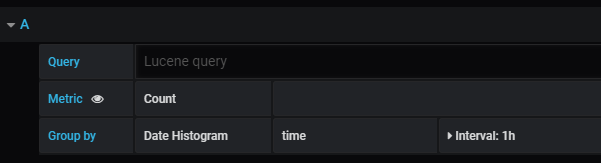 A
Query Lucene query
Metric Count
Group by Date Histogram time Interval: 1h